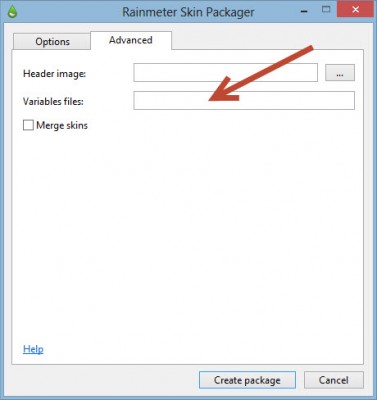 Rainmeter Skin Packager
Options
Advanced
Header image:
...
Variables files:
Merge skins
Help
Create package
Cancel